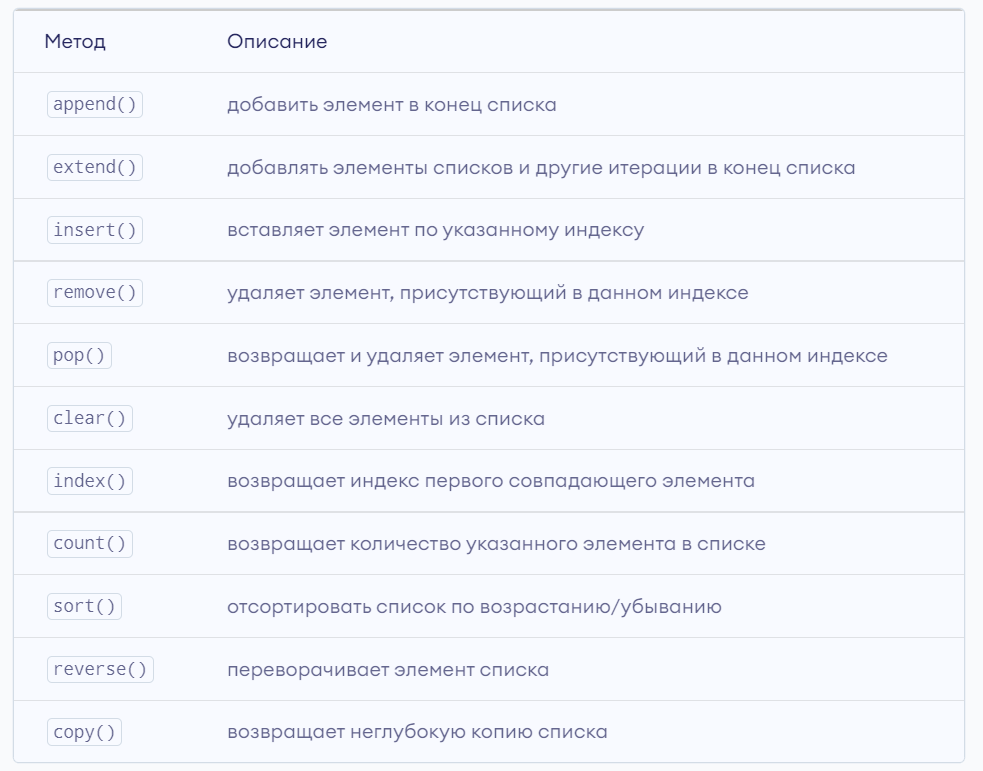 Метод Описание
append() добавить элемент в конец списка
extend() добавлять элементы списков и другие итерации в конец списка
insert() вставляет элемент по указанному индексу
remove() удаляет элемент, присутствующий в данном индексе
pop() возвращает и удаляет элемент, присутствующий в данном индексе
clear() удаляет все элементы из списка
index() возвращает индекс первого совпадающего элемента
count() возвращает количество указанного элемента в списке
sort() отсортировать список по возрастанию/убыванию
reverse() переворачивает элемент списка
copy() возвращает неглубокую копию списка